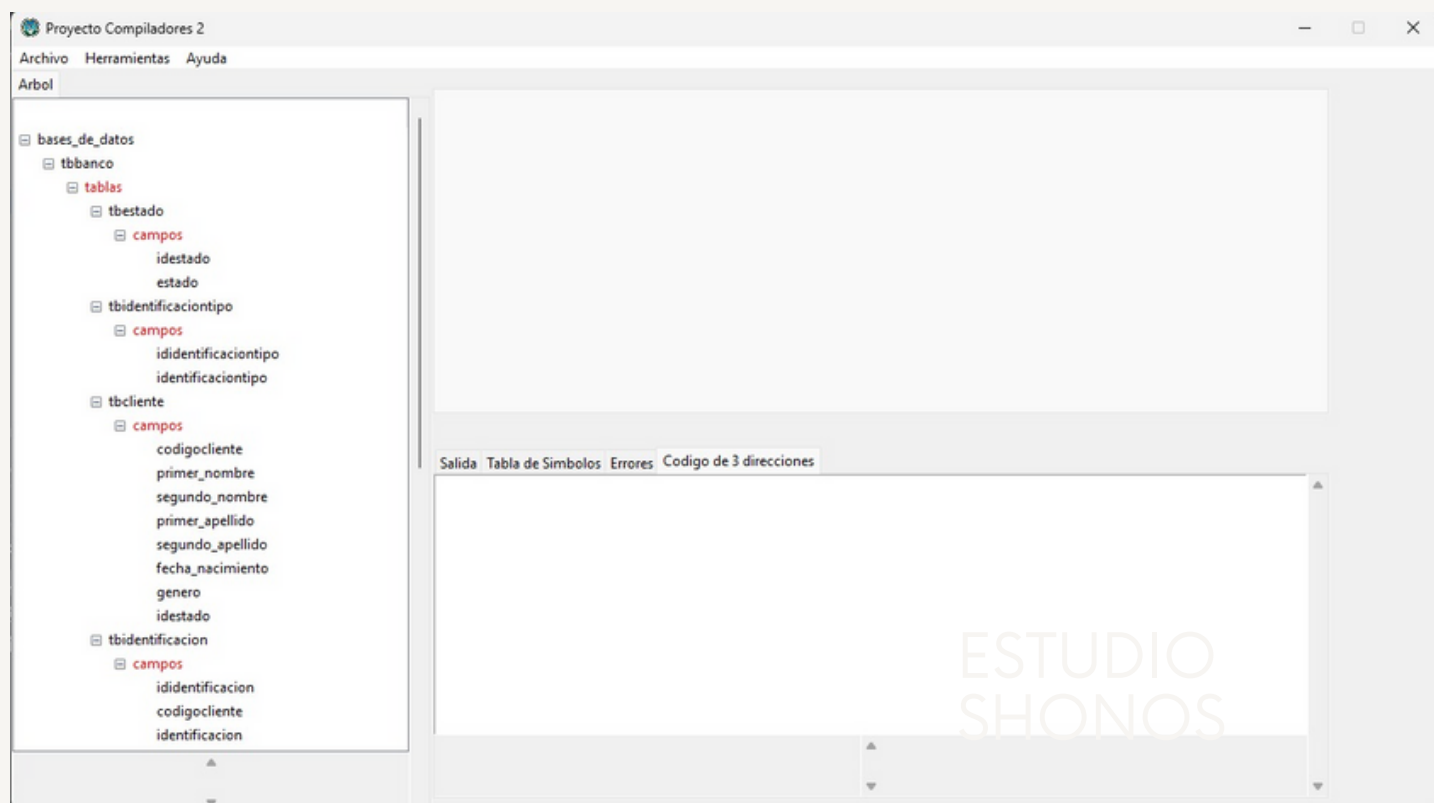 Proyecto Compiladores 2
Archivo Herramientas Ayuda
Arbol
bases_de_datos
tbbanco
tablas
tbestado
campos
idestado
estado
tbidentificaciontipo
campos
ididentificaciontipo
identificaciontipo
tbcliente
campos
codigocliente
primer_nombre
segundo_nombre
primer_apellido
segundo_apellido
fecha_nacimiento
genero
idestado
tbidentificacion
campos
ididentificacion
codigocliente
identificacion
Salida Tabla de Simbolos Errores Codigo de 3 direcciones
ESTUDIO
SHONOS